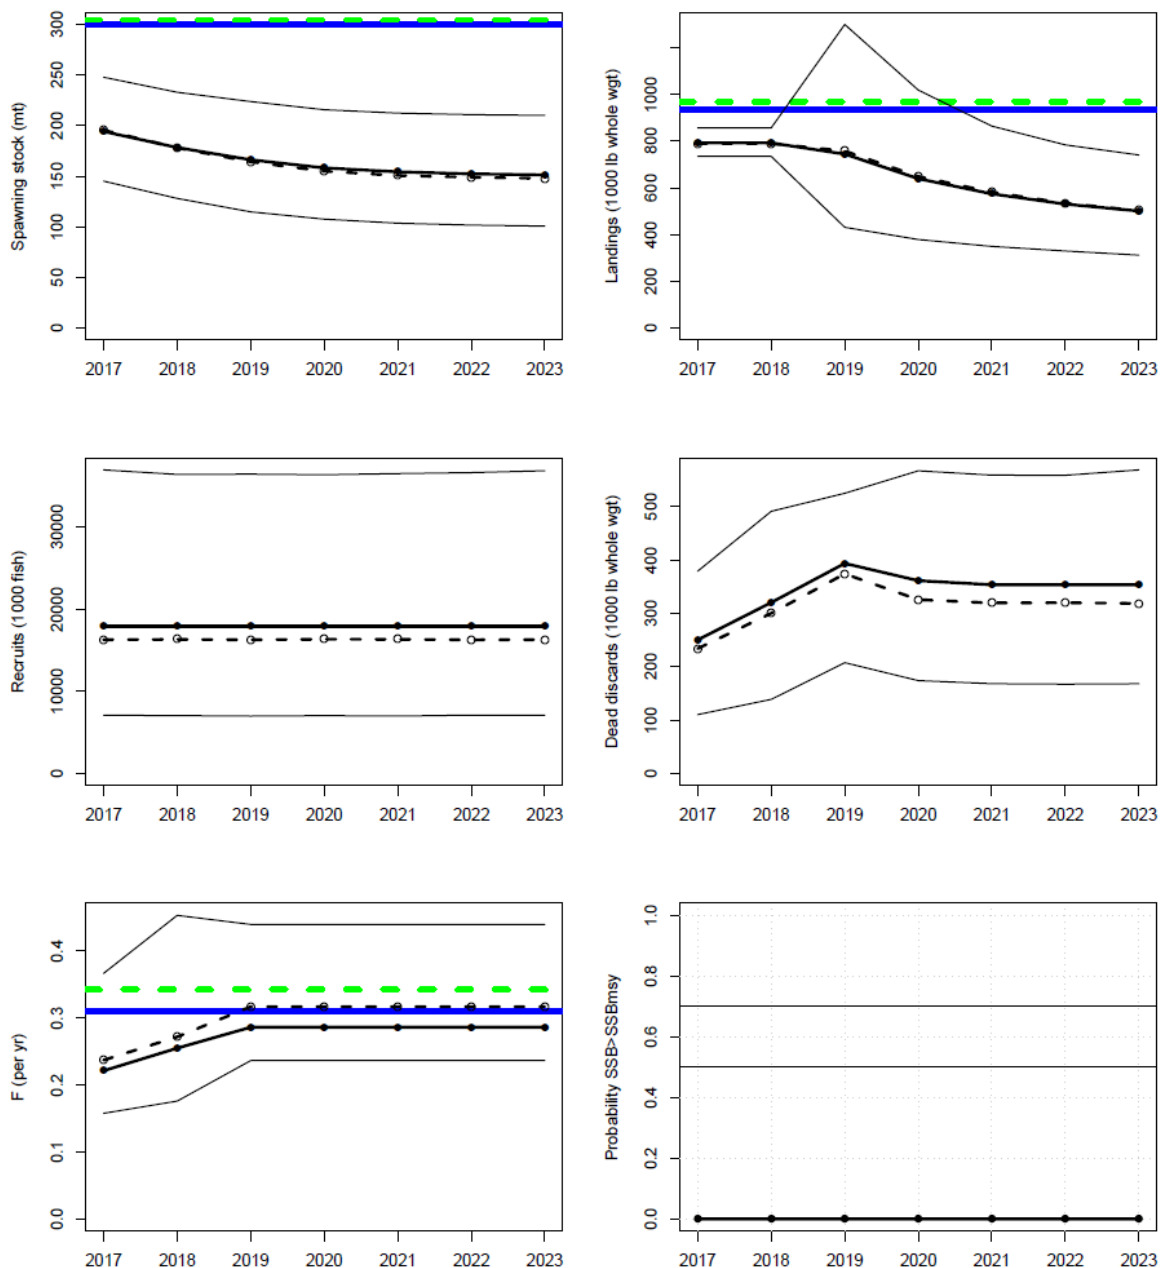 Spawning stock (mt)
300
250
200
150
100
50
0
2017 2018 2019 2020 2021 2022 2023
Landings (1000 lb whole wgt)
1000
800
600
400
200
0
2017 2018 2019 2020 2021 2022 2023
Recruits (1000 fish)
30000
20000
10000
0
2017 2018 2019 2020 2021 2022 2023
Dead discards (1000 lb whole wgt)
500
400
300
200
100
0
2017 2018 2019 2020 2021 2022 2023
F (per yr)
0.4
0.3
0.2
0.1
0.0
2017 2018 2019 2020 2021 2022 2023
Probability SSB>SSBmsy
1.0
0.8
0.6
0.4
0.2
0.0
2017 2018 2019 2020 2021 2022 2023